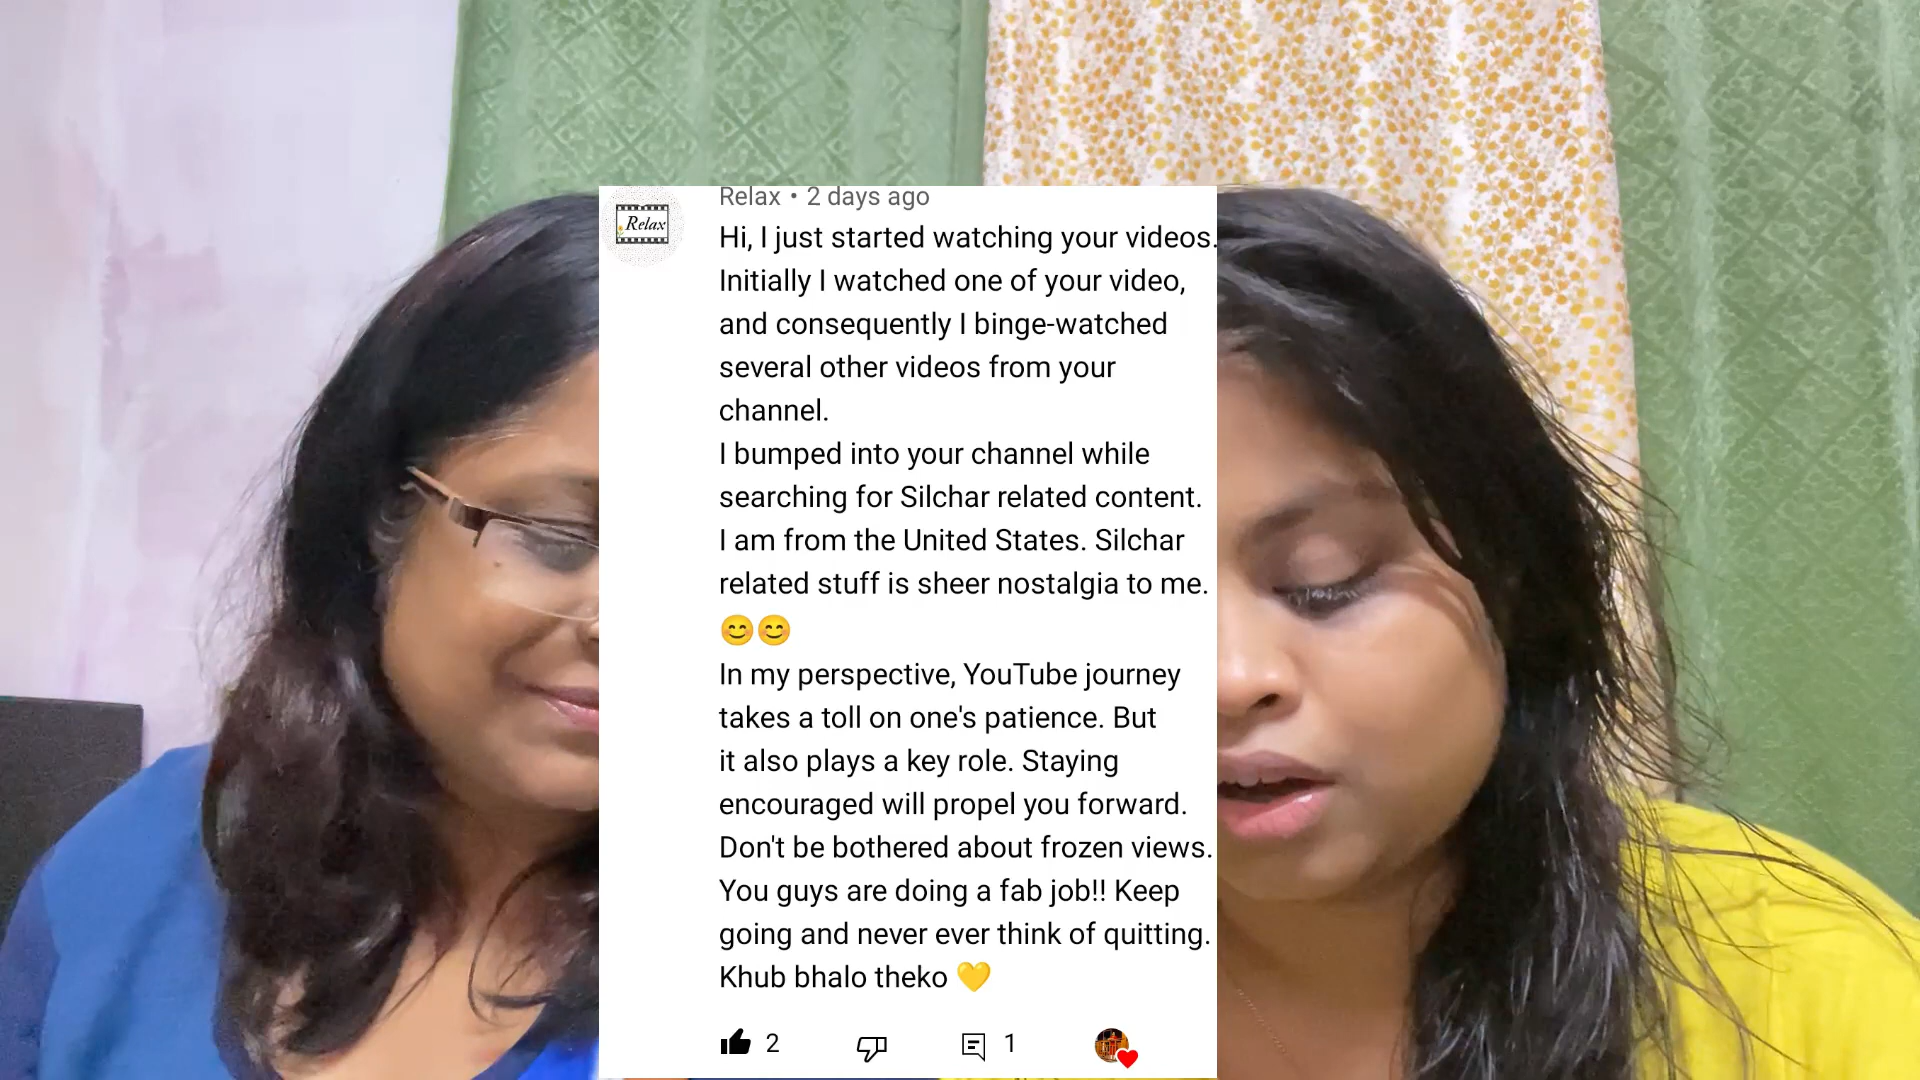 Relax • 2 days ago
Relax
Hi, I just started watching your videos.
Initially I watched one of your video,
and consequently I binge-watched
several other videos from your
channel.
I bumped into your channel while
searching for Silchar related content.
I am from the United States. Silchar
related stuff is sheer nostalgia to me.
😊😊
In my perspective, YouTube journey
takes a toll on one's patience. But
it also plays a key role. Staying
encouraged will propel you forward.
Don't be bothered about frozen views.
You guys are doing a fab job!! Keep
going and never ever think of quitting.
Khub bhalo theko 💛
2 1